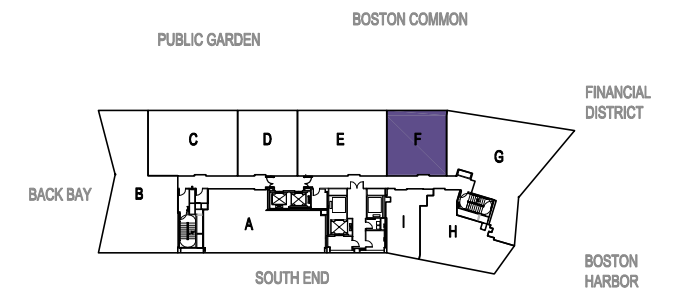 BOSTON COMMON
PUBLIC GARDEN
FINANCIAL
DISTRICT
C
D
E
F
G
BACK BAY
B
A
I
H
SOUTH END
BOSTON
HARBOR